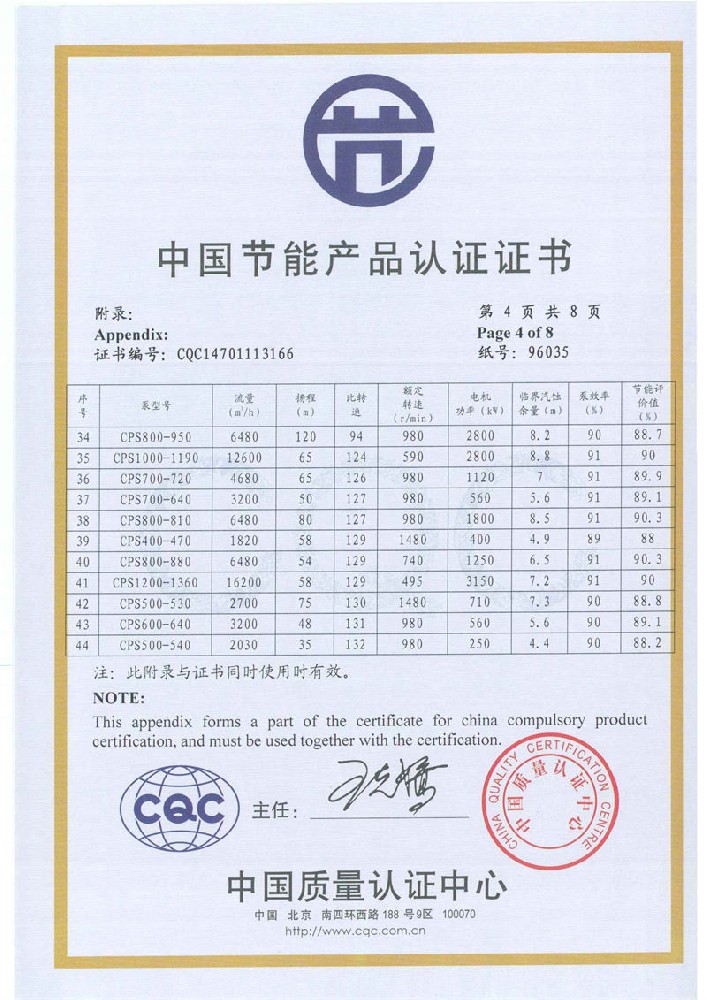 中国节能产品认证证书
附录:
第 4 页 共 8 页
Appendix:
Page 4 of 8
证书编号: CQC14701113166
纸号: 96035
序号 泵型号 流量(m³/h) 扬程(m) 比转速 额定转速(r/min) 电机功率(kW) 临界汽蚀余量(m) 泵效率(%) 节能评价值(%)
34 CPS800-950 6480 120 94 980 2800 8.2 90 88.7
35 CPS1000-1190 12600 65 124 590 2800 8.8 91 90
36 CPS700-720 4680 65 126 980 1120 7 91 89.9
37 CPS700-640 3200 50 127 980 560 5.6 91 89.1
38 CPS800-810 6480 80 127 980 1800 8.5 91 90.3
39 CPS400-470 1820 58 129 1480 400 4.9 89 88
40 CPS800-880 6480 54 129 740 1250 6.5 91 90.3
41 CPS1200-1360 16200 58 129 495 3150 7.2 91 90
42 CPS500-530 2700 75 130 1480 710 7.3 90 88.8
43 CPS600-640 3200 48 131 980 560 5.6 90 89.1
44 CPS500-540 2030 35 132 980 250 4.4 90 88.2
注: 此附录与证书同时使用时有效。
NOTE:
This appendix forms a part of the certificate for china compulsory product
certification, and must be used together with the certification.
CQC
主任:
CHINA QUALITY CERTIFICATION CENTRE
中国质量认证中心
中国质量认证中心
中国 北京 南四环西路 188 号 9区 100070
http://www.cqc.com.cn